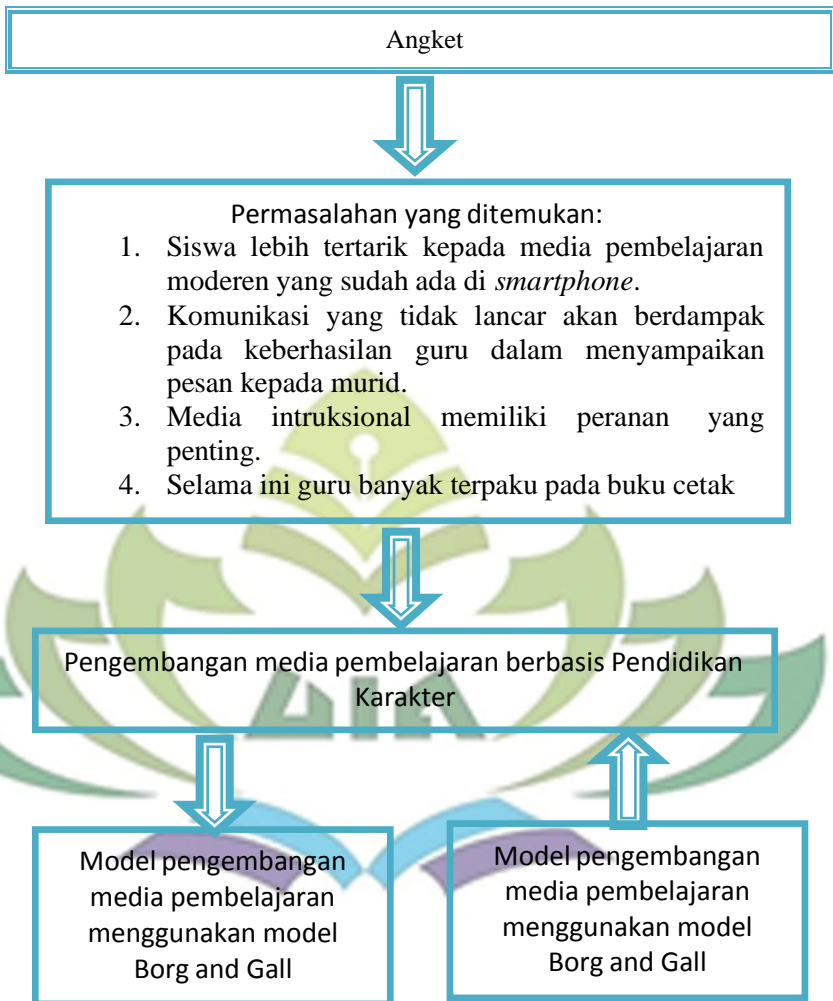 Angket
Permasalahan yang ditemukan:
1. Siswa lebih tertarik kepada media pembelajaran
moderen yang sudah ada di smartphone.
2. Komunikasi yang tidak lancar akan berdampak
pada keberhasilan guru dalam menyampaikan
pesan kepada murid.
3. Media intruksional memiliki peranan yang
penting.
4. Selama ini guru banyak terpaku pada buku cetak
Pengembangan media pembelajaran berbasis Pendidikan
Karakter
Model pengembangan
media pembelajaran
menggunakan model
Borg and Gall
Model pengembangan
media pembelajaran
menggunakan model
Borg and Gall